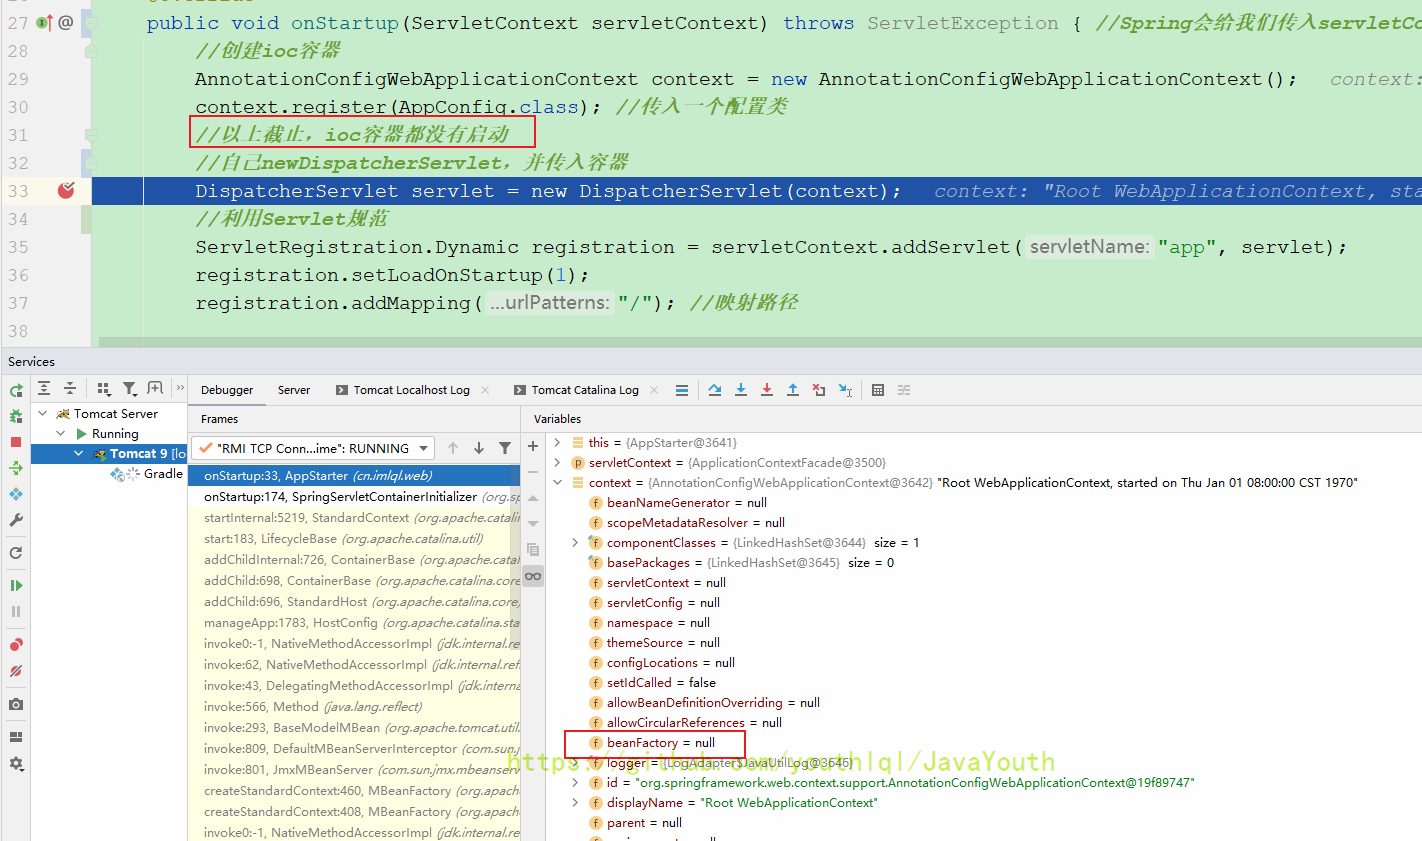 27 public void onStartup(ServletContext servletContext) throws ServletException { //Spring会给我们传入servletCo
28 //创建ioc容器
29 AnnotationConfigWebApplicationContext context = new AnnotationConfigWebApplicationContext(); context:
30 context.register(AppConfig.class); //传入一个配置类
31 //以上截止，ioc容器都没有启动
32 //自己newDispatcherServlet，并传入容器
33 DispatcherServlet servlet = new DispatcherServlet(context); context: "Root WebApplicationContext, sta
34 //利用Servlet规范
35 ServletRegistration.Dynamic registration = servletContext.addServlet( servletName: "app", servlet);
36 registration.setLoadOnStartup(1);
37 registration.addMapping( ...urlPatterns: "/"); //映射路径
38
Services
Debugger Server Tomcat Localhost Log Tomcat Catalina Log
Tomcat Server
Running
Tomcat 9 [lo
Gradle
Frames
"RMI TCP Conn...ime": RUNNING
onStartup:33, AppStarter (cn.imlql.web)
onStartup:174, SpringServletContainerInitializer (org.sp
startInternal:5219, StandardContext (org.apache.catalin
start:183, LifecycleBase (org.apache.catalina.util)
addChildInternal:726, ContainerBase (org.apache.cata
addChild:698, ContainerBase (org.apache.catalina.core
addChild:696, StandardHost (org.apache.catalina.core)
manageApp:1783, HostConfig (org.apache.catalina.sta
invoke0:-1, NativeMethodAccessorImpl (jdk.internal.re
invoke:62, NativeMethodAccessorImpl (jdk.internal.ref
invoke:43, DelegatingMethodAccessorImpl (jdk.interna
invoke:566, Method (java.lang.reflect)
invoke:293, BaseModelMBean (org.apache.tomcat.util.
invoke:809, DefaultMBeanServerInterceptor (com.sun.j
invoke:801, JmxMBeanServer (com.sun.jmx.mbeanserv
createStandardContext:460, MBeanFactory (org.apache
createStandardContext:408, MBeanFactory (org.apache
invoke0:-1, NativeMethodAccessorImpl (jdk.internal.re
Variables
this = {AppStarter@3641}
servletContext = {ApplicationContextFacade@3500}
context = {AnnotationConfigWebApplicationContext@3642} "Root WebApplicationContext, started on Thu Jan 01 08:00:00 CST 1970"
beanNameGenerator = null
scopeMetadataResolver = null
componentClasses = {LinkedHashSet@3644} size = 1
basePackages = {LinkedHashSet@3645} size = 0
servletContext = null
servletConfig = null
namespace = null
themeSource = null
configLocations = null
setIdCalled = false
allowBeanDefinitionOverriding = null
allowCircularReferences = null
beanFactory = null
logger = {LogAdapter$JavaUtilLog@3646}
https://github.com/youthlql/JavaYouth
id = "org.springframework.web.context.support.AnnotationConfigWebApplicationContext@19f89747"
displayName = "Root WebApplicationContext"
parent = null